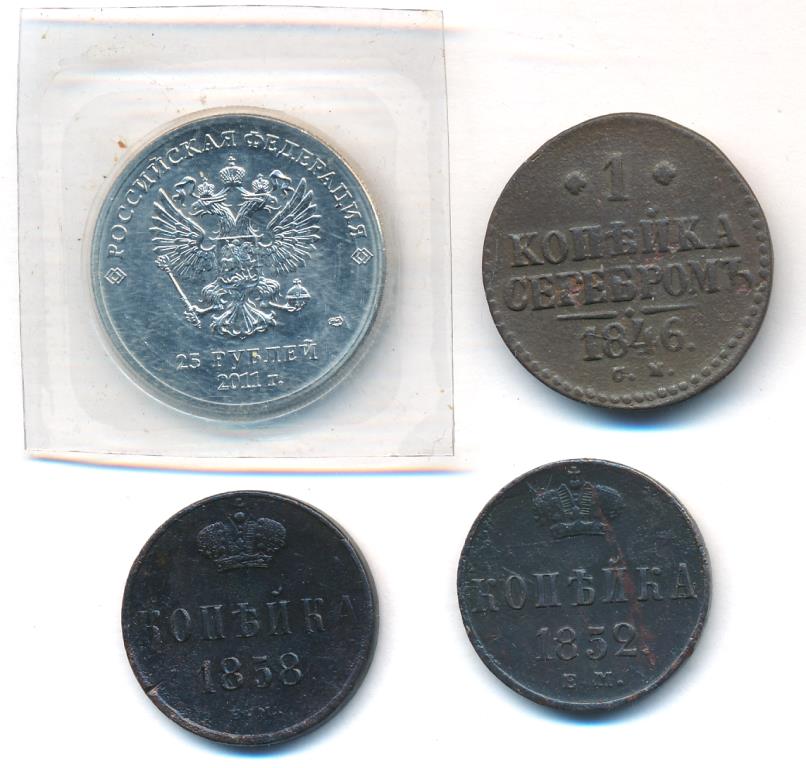 РОССИЙСКАЯ ФЕДЕРАЦИЯ
25 РУБЛЕЙ
2011 г.
1
КОПѢЙКА
СЕРЕБРОМЪ
1846.
С. М.
КОПѢЙКА
1858
КОПѢЙКА
1852
Е. М.